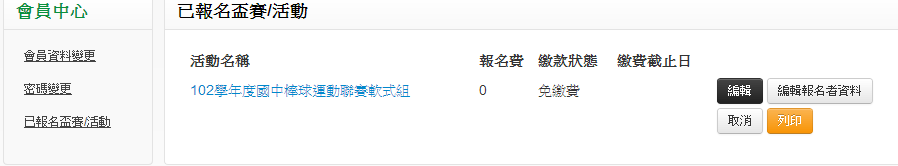 會員中心
會員資料變更
密碼變更
已報名盃賽/活動
已報名盃賽/活動
活動名稱 報名費 繳款狀態 繳費截止日
102學年度國中棒球運動聯賽軟式組 0 免繳費 編輯 編輯報名者資料
取消 列印